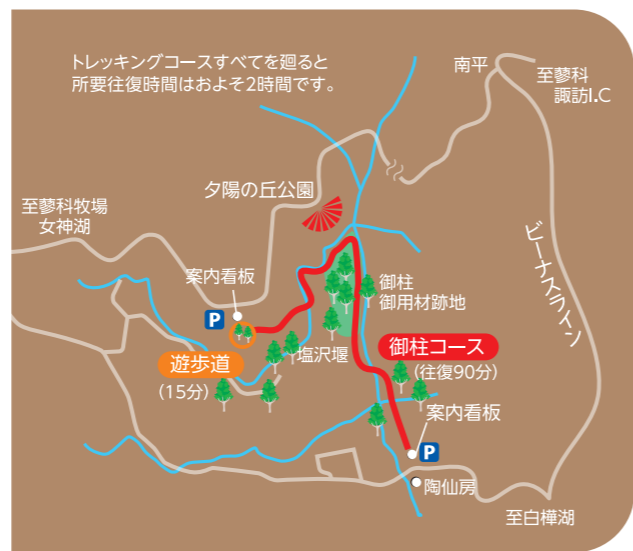 トレッキングコースすべてを廻ると
所要往復時間はおよそ2時間です。
南平
至蓼科
諏訪I.C
夕陽の丘公園
至蓼科牧場
女神湖
ビーナスライン
案内看板
P
御柱
御用材跡地
遊歩道
(15分)
塩沢堰
御柱コース
(往復90分)
案内看板
P
陶仙房
至白樺湖